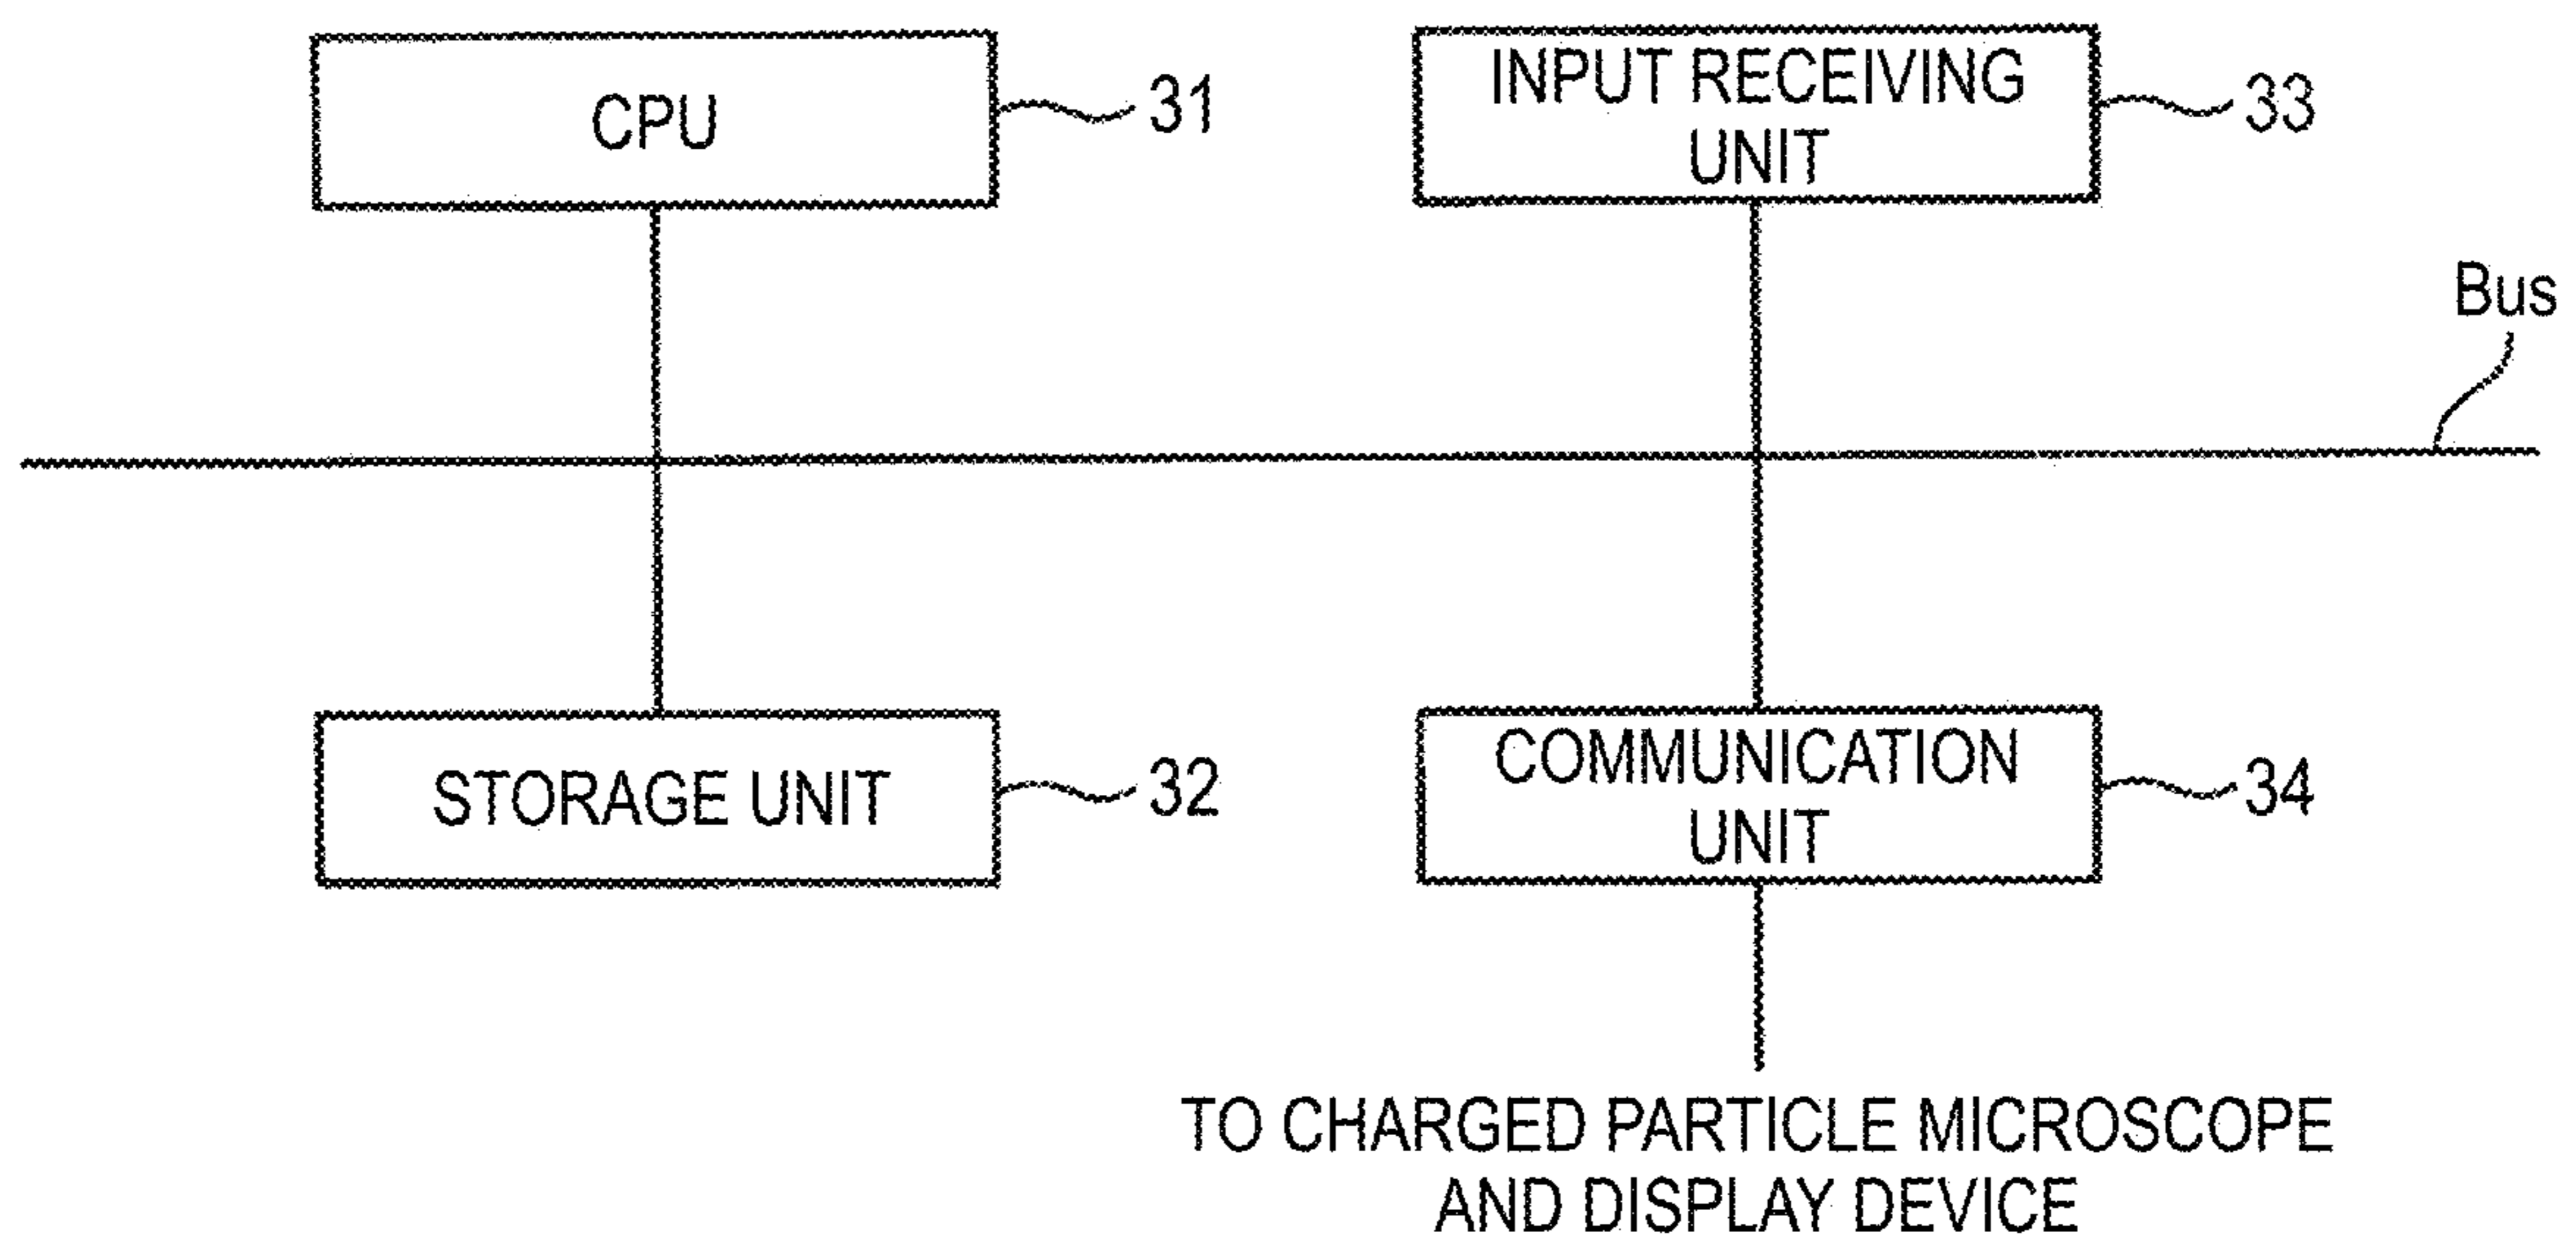 CPU
31
INPUT RECEIVING
UNIT
33
Bus
STORAGE UNIT
32
COMMUNICATION
UNIT
34
TO CHARGED PARTICLE MICROSCOPE
AND DISPLAY DEVICE